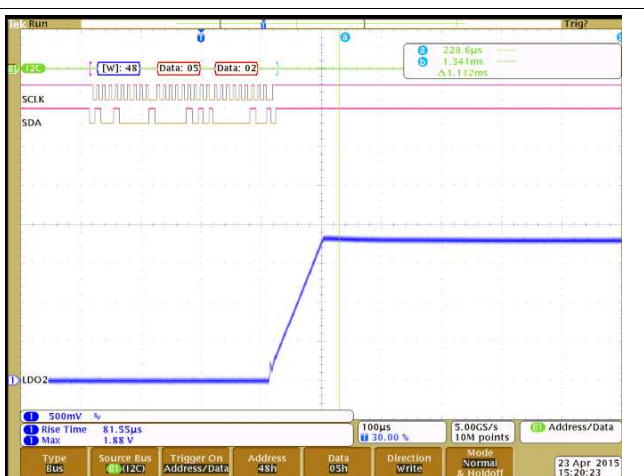 Tek Run
Trig?
T
a
b
a 228.6µs
b 1.341ms
Δ1.112ms
B1 I2C
[W]: 48
Data: 05
Data: 02
SCLK
SDA
1 LDO2
1 500mV
1 Rise Time 81.55µs
1 Max 1.88 V
100µs
T 30.00 %
5.00GS/s
10M points
B1 Address/Data
Type
Bus
Source Bus
B1 (I2C)
Trigger On
Address/Data
Address
48h
Data
05h
Direction
Write
Mode
Normal
& Holdoff
23 Apr 2015
15:20:23